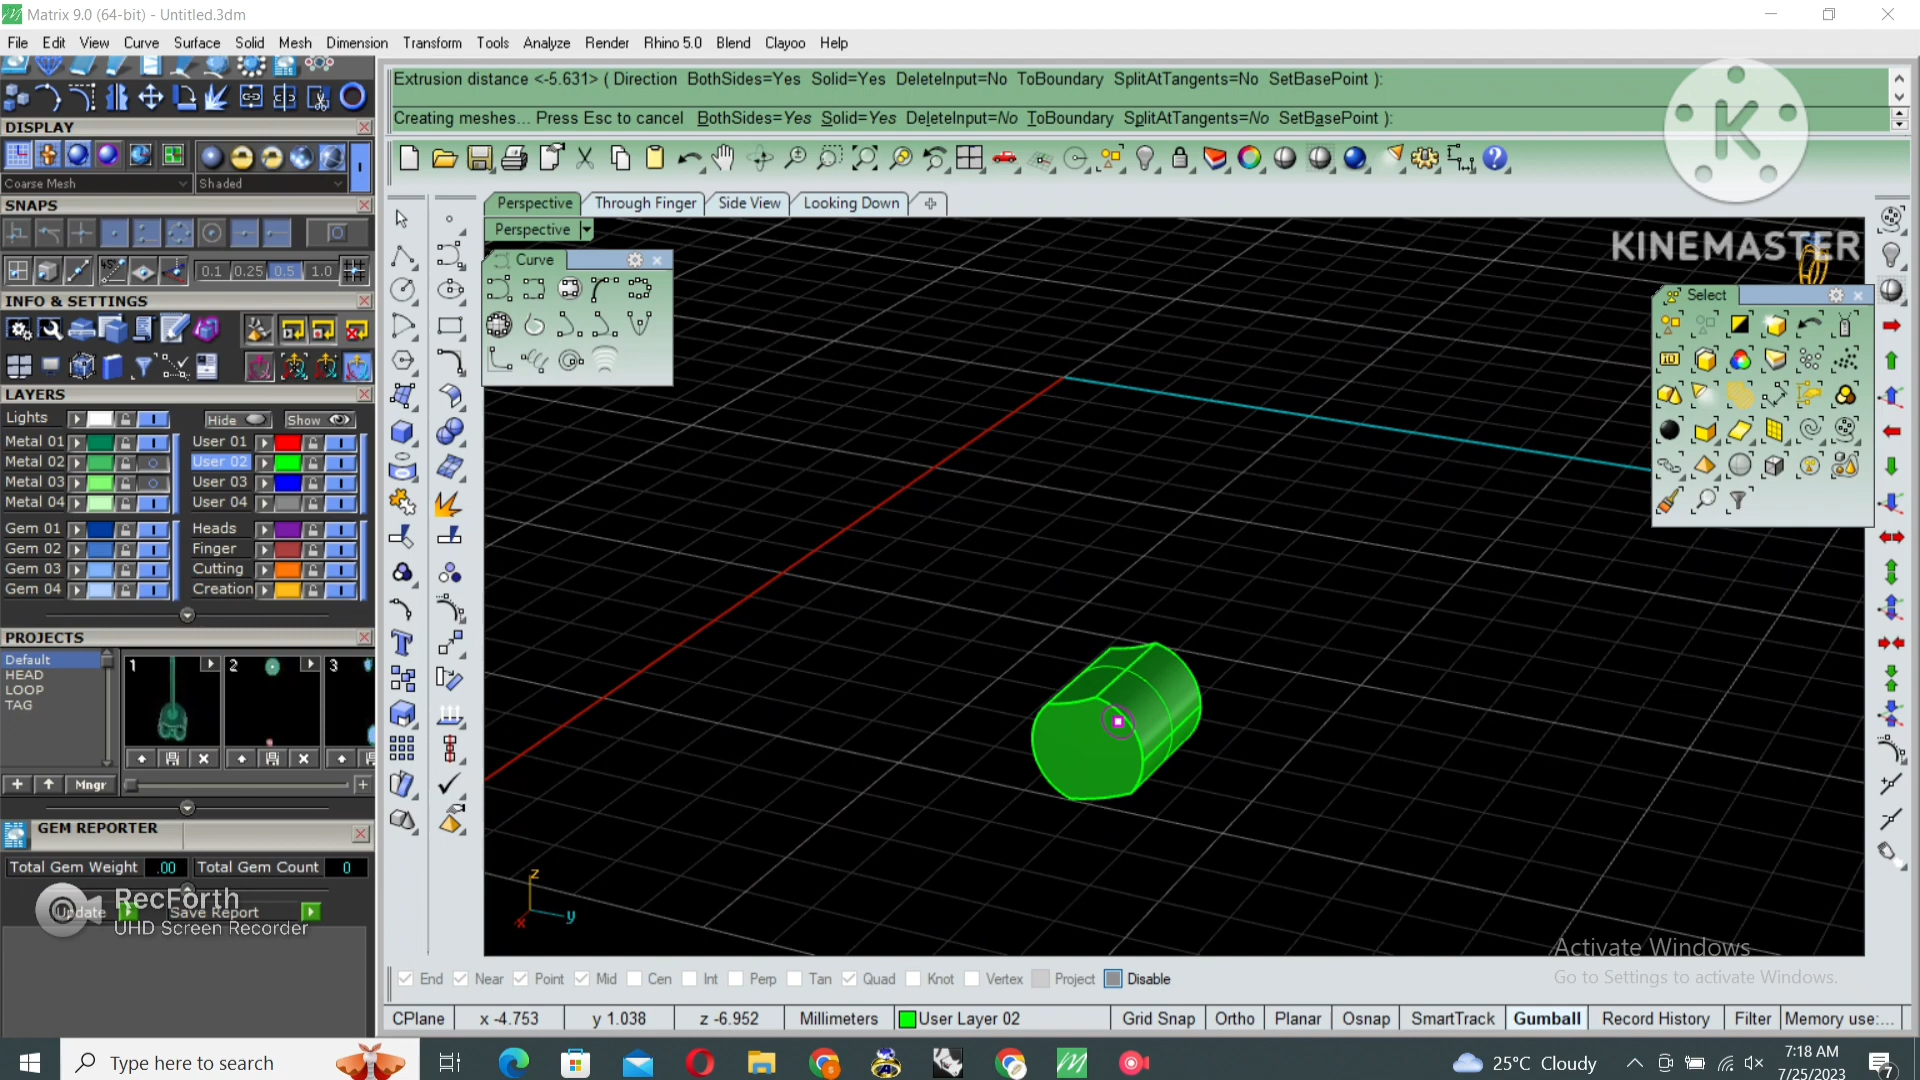 Matrix 9.0 (64-bit) - Untitled.3dm
File Edit View Curve Surface Solid Mesh Dimension Transform Tools Analyze Render Rhino 5.0 Blend Clayoo Help
Extrusion distance <-5.631> ( Direction BothSides=Yes Solid=Yes DeleteInput=No ToBoundary SplitAtTangents=No SetBasePoint ):
Creating meshes... Press Esc to cancel BothSides=Yes Solid=Yes DeleteInput=No ToBoundary SplitAtTangents=No SetBasePoint ):
K
KINEMASTER
DISPLAY
Coarse Mesh Shaded
SNAPS
0.1 0.25 0.5 1.0
INFO & SETTINGS
LAYERS
Lights Hide Show
Metal 01 User 01
Metal 02 User 02
Metal 03 User 03
Metal 04 User 04
Gem 01 Heads
Gem 02 Finger
Gem 03 Cutting
Gem 04 Creation
PROJECTS
Default
HEAD
LOOP
TAG
1 2 3
+ Mngr +
GEM REPORTER
Total Gem Weight .00 Total Gem Count 0
Update Save Report
RecForth
UHD Screen Recorder
Perspective Through Finger Side View Looking Down
Perspective
Curve
Select
z
x y
Activate Windows
Go to Settings to activate Windows.
End Near Point Mid Cen Int Perp Tan Quad Knot Vertex Project Disable
CPlane x -4.753 y 1.038 z -6.952 Millimeters User Layer 02 Grid Snap Ortho Planar Osnap SmartTrack Gumball Record History Filter Memory use:...
Type here to search
25°C Cloudy
7:18 AM
7/25/2023
7